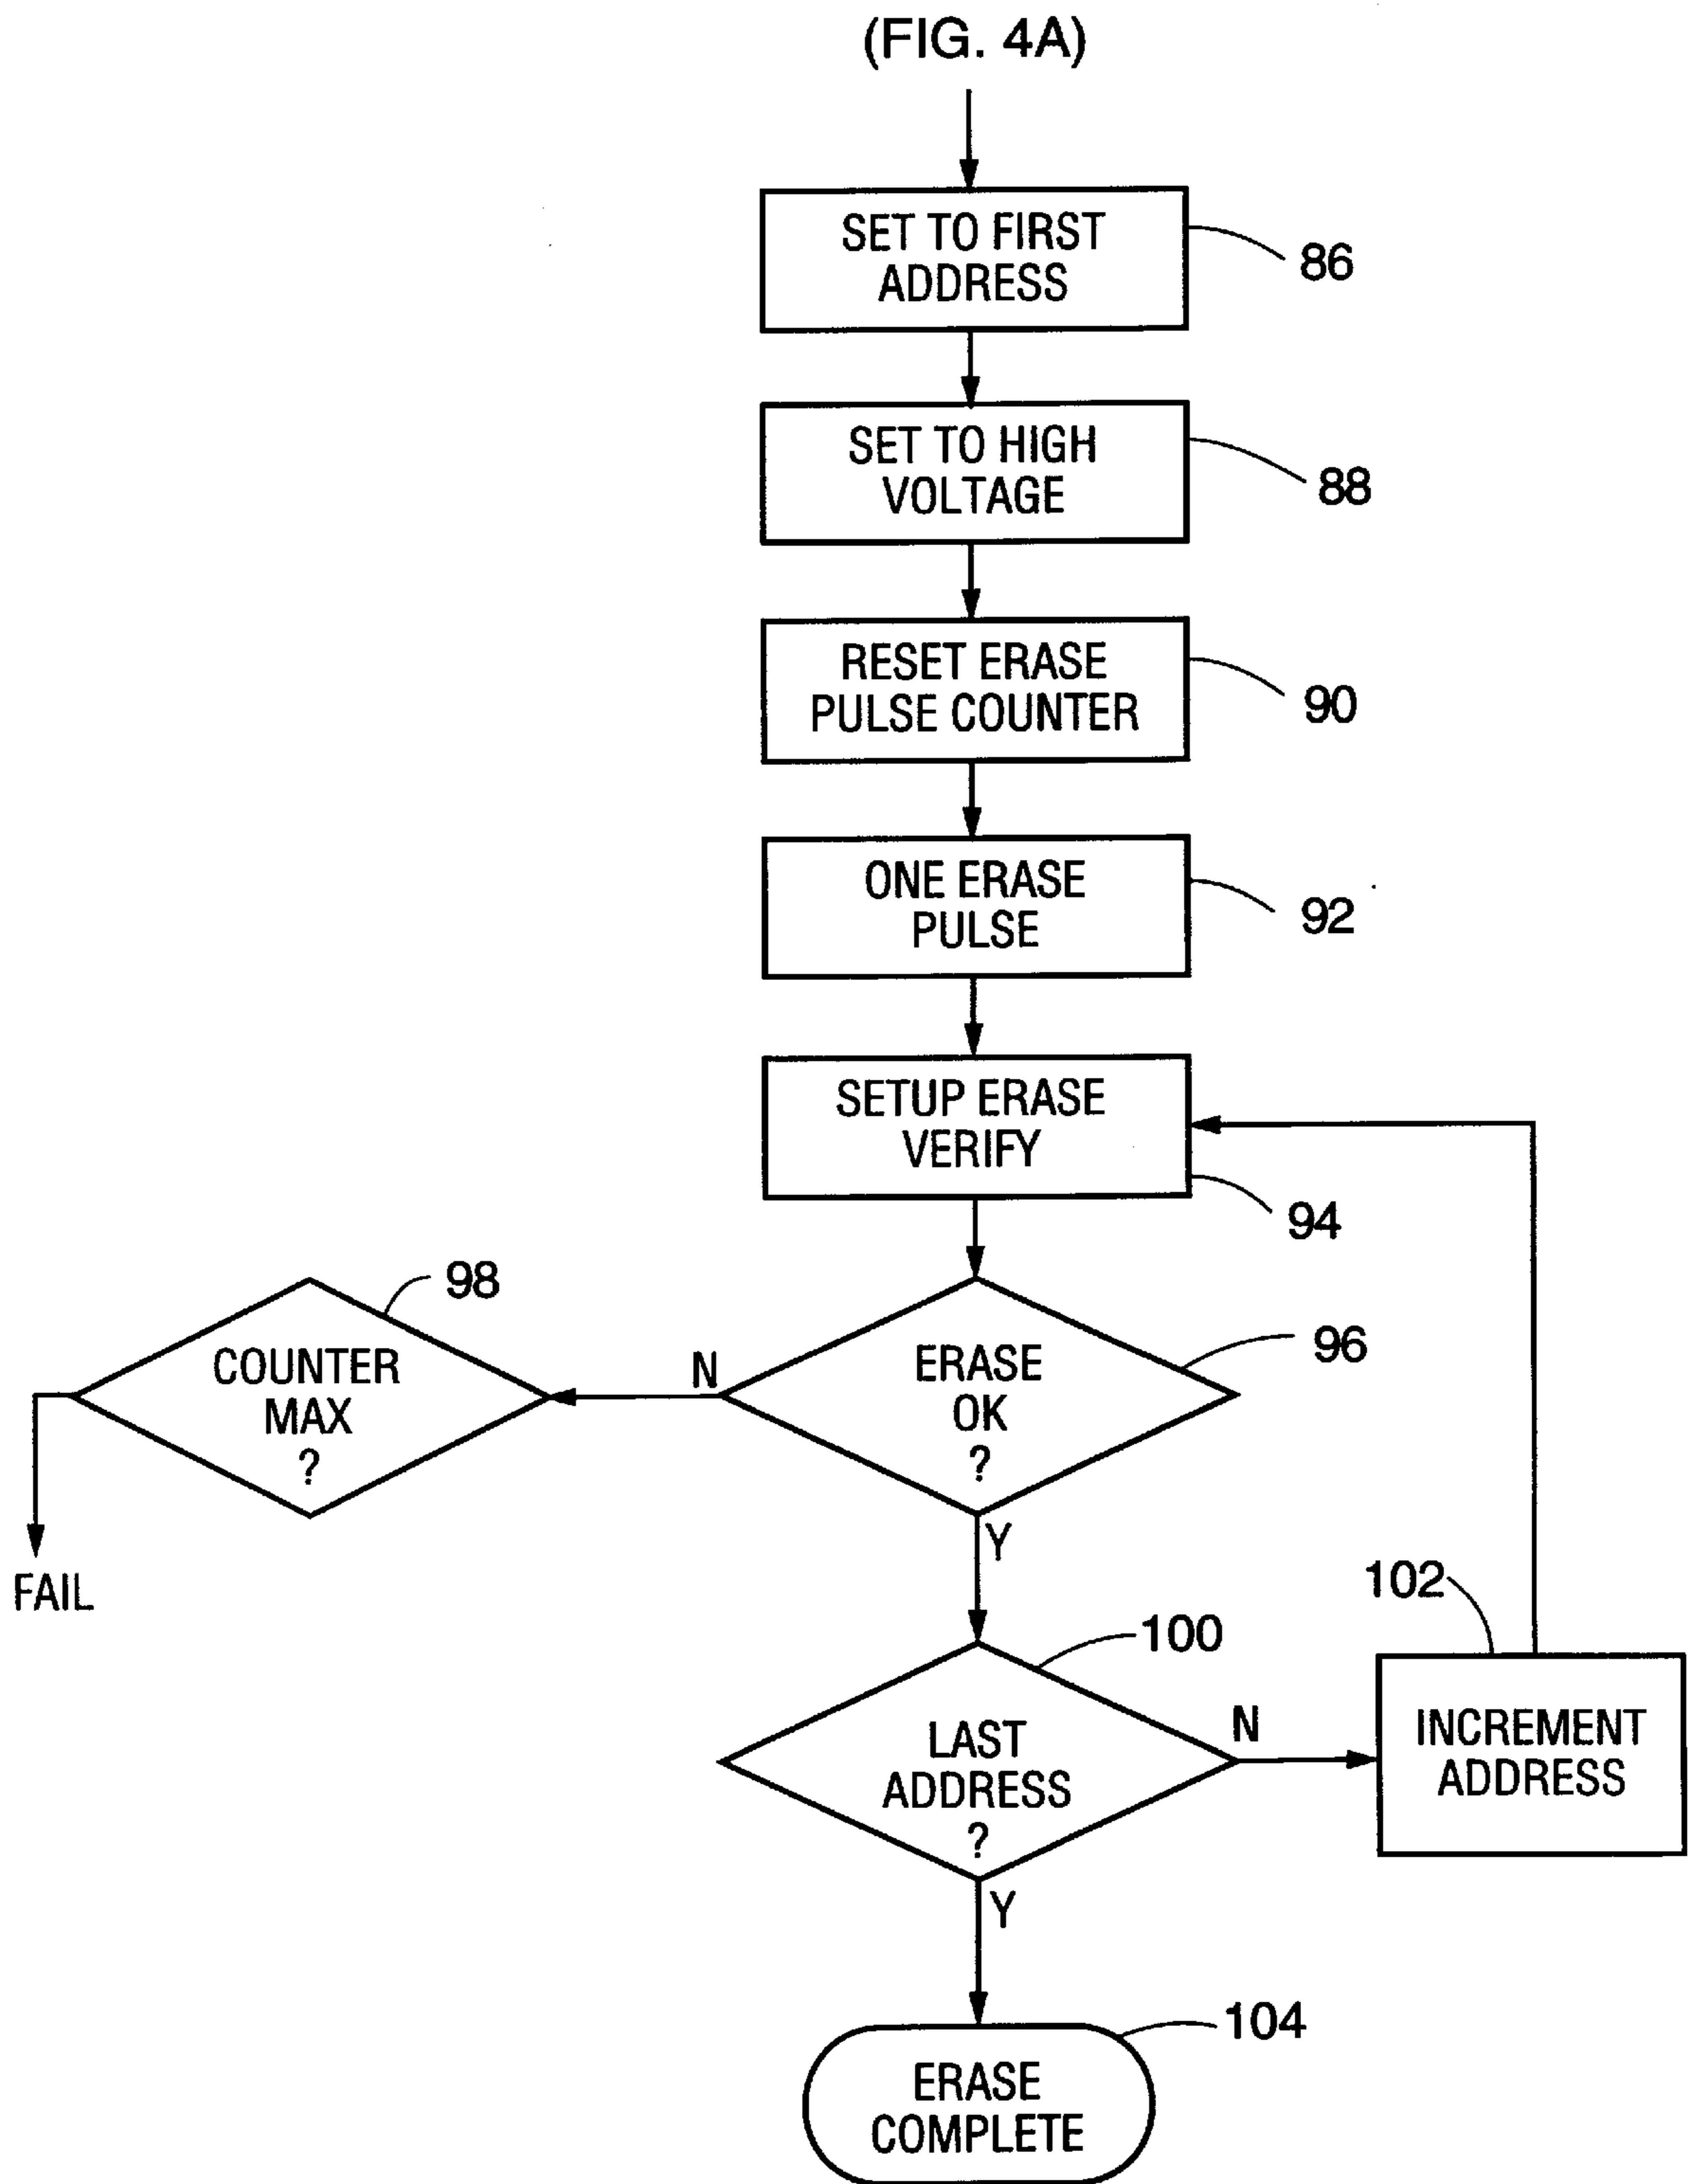 (FIG. 4A)
SET TO FIRST
ADDRESS
86
SET TO HIGH
VOLTAGE
88
RESET ERASE
PULSE COUNTER
90
ONE ERASE
PULSE
92
SETUP ERASE
VERIFY
94
98
COUNTER
MAX
?
N
ERASE
OK
?
96
FAIL
Y
100
LAST
ADDRESS
?
N
102
INCREMENT
ADDRESS
Y
104
ERASE
COMPLETE